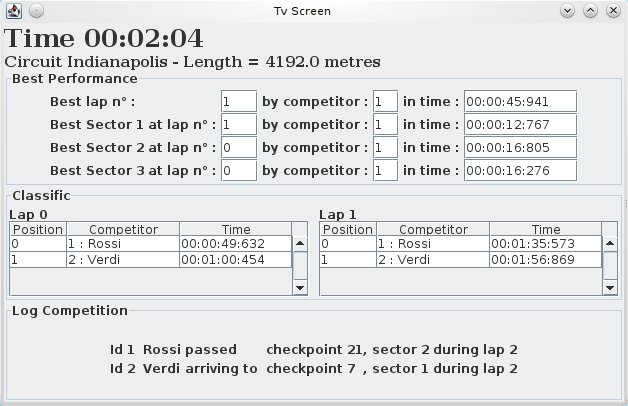 Tv Screen
Time 00:02:04
Circuit Indianapolis - Length = 4192.0 metres
Best Performance
Best lap n° : 1 by competitor : 1 in time : 00:00:45:941
Best Sector 1 at lap n° : 1 by competitor : 1 in time : 00:00:12:767
Best Sector 2 at lap n° : 0 by competitor : 1 in time : 00:00:16:805
Best Sector 3 at lap n° : 0 by competitor : 1 in time : 00:00:16:276
Classific
Lap 0
Position Competitor Time
0 1 : Rossi 00:00:49:632
1 2 : Verdi 00:01:00:454
Lap 1
Position Competitor Time
0 1 : Rossi 00:01:35:573
1 2 : Verdi 00:01:56:869
Log Competition
Id 1 Rossi passed checkpoint 21, sector 2 during lap 2
Id 2 Verdi arriving to checkpoint 7 , sector 1 during lap 2